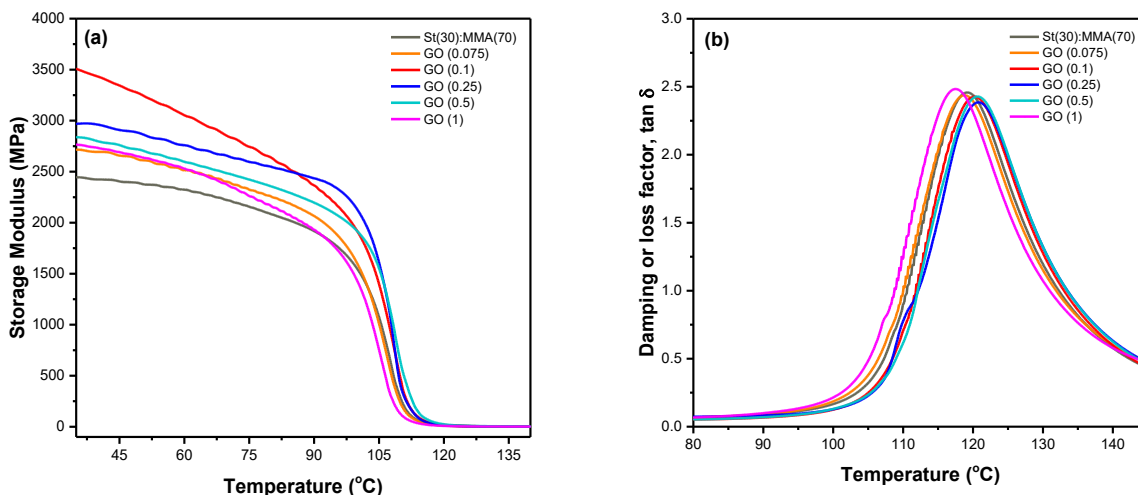 (a)
St(30):MMA(70)
GO (0.075)
GO (0.1)
GO (0.25)
GO (0.5)
GO (1)
Storage Modulus (MPa)
4000
3500
3000
2500
2000
1500
1000
500
0
45 60 75 90 105 120 135
Temperature (°C)
(b)
St(30):MMA(70)
GO (0.075)
GO (0.1)
GO (0.25)
GO (0.5)
GO (1)
Damping or loss factor, tan δ
3.0
2.5
2.0
1.5
1.0
0.5
0.0
80 90 100 110 120 130 140
Temperature (°C)